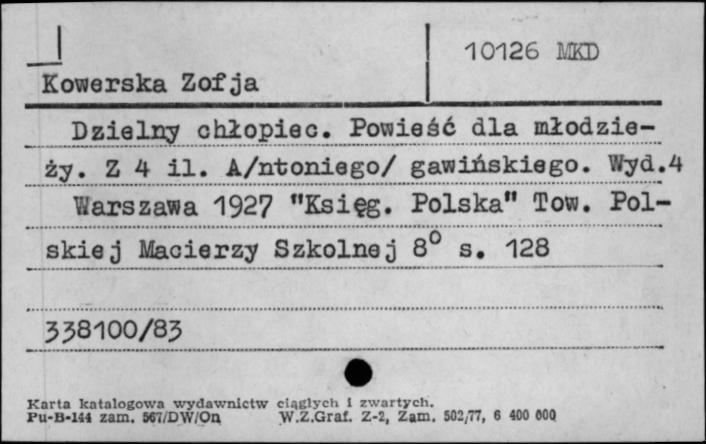 10126 MKD
Kowerska Zofja
Dzielny chłopiec. Powieść dla młodzie-
ży. Z 4 il. A/ntoniego/ gawińskiego. Wyd.4
Warszawa 1927 "Księg. Polska" Tow. Pol-
skiej Macierzy Szkolnej 8° s. 128
338100/83
Karta katalogowa wydawnictw ciągłych i zwartych.
Pu-B-144 zam. 567/DW/On W.Z.Graf. Z-2, Zam. 502/77, 6 400 000